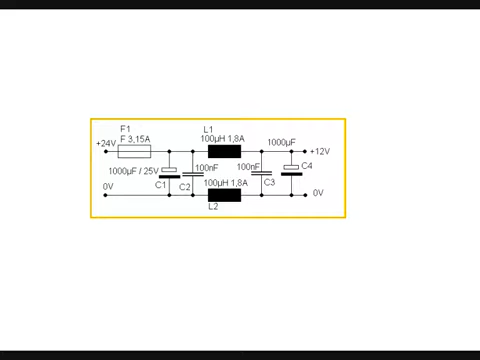 F1
F 3,15A
L1
100µH 1,8A
1000µF
+24V
+12V
1000µF / 25V
100nF
100nF
C4
C1
C2
100µH 1,8A
C3
0V
0V
L2